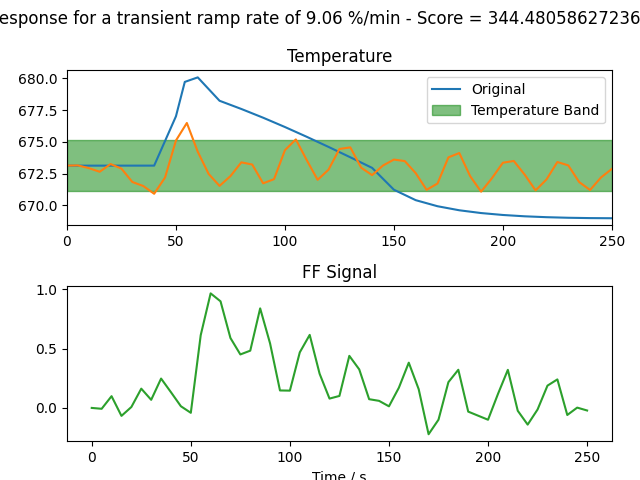 esponse for a transient ramp rate of 9.06 %/min - Score = 344.48058627236
Temperature
680.0
677.5
675.0
672.5
670.0
Original
Temperature Band
0 50 100 150 200 250
FF Signal
1.0
0.5
0.0
0 50 100 150 200 250
Time / s